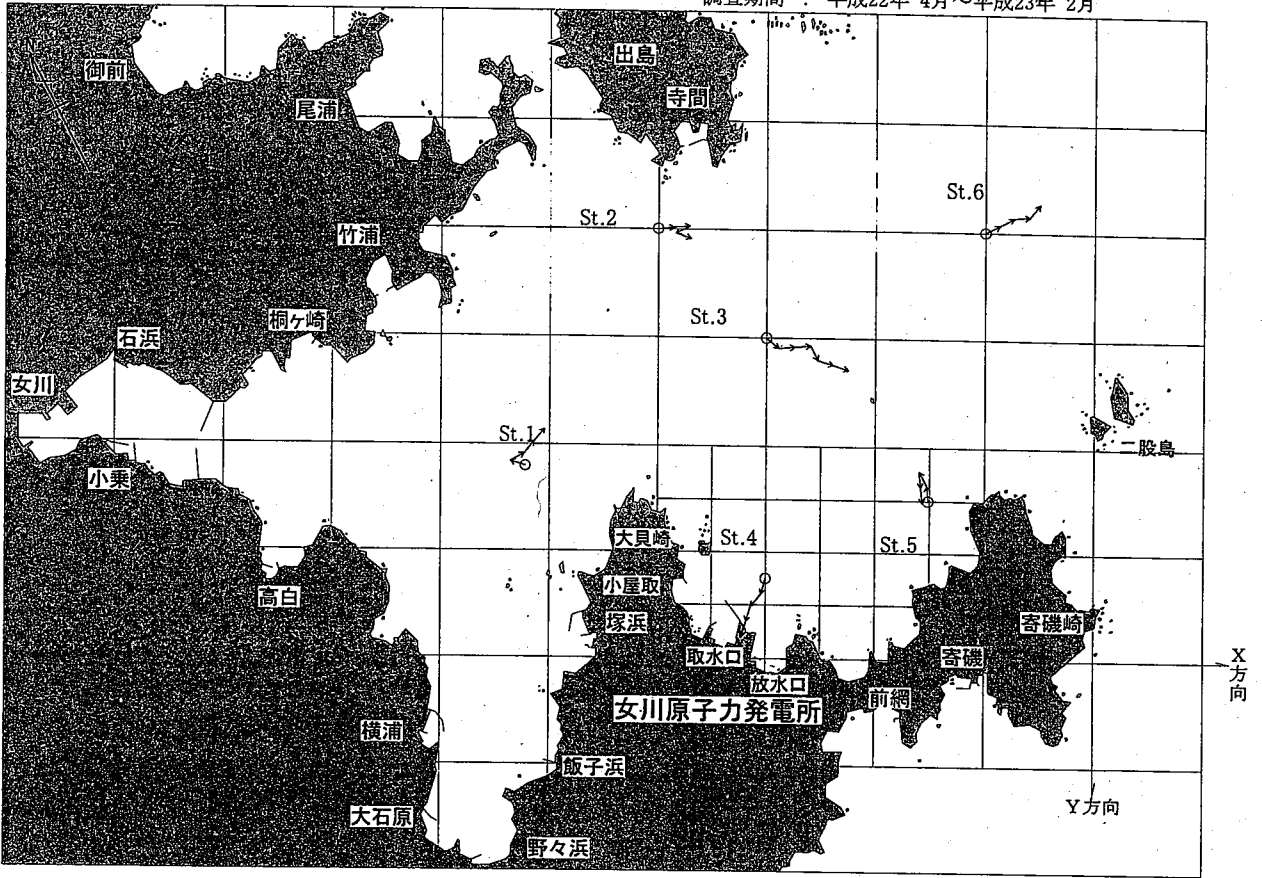 調査期間 : 平成22年 4月～平成23年 2月
N
御前
尾浦
出島
寺間
St.6
St.2
竹浦
St.3
桐ヶ崎
石浜
女川
St.1
二股島
小乗
大貝崎
St.4
St.5
小屋取
高白
塚浜
寄磯崎
取水口
寄磯
X方向
放水口
前網
女川原子力発電所
横浦
飯子浜
Y方向
大石原
野々浜